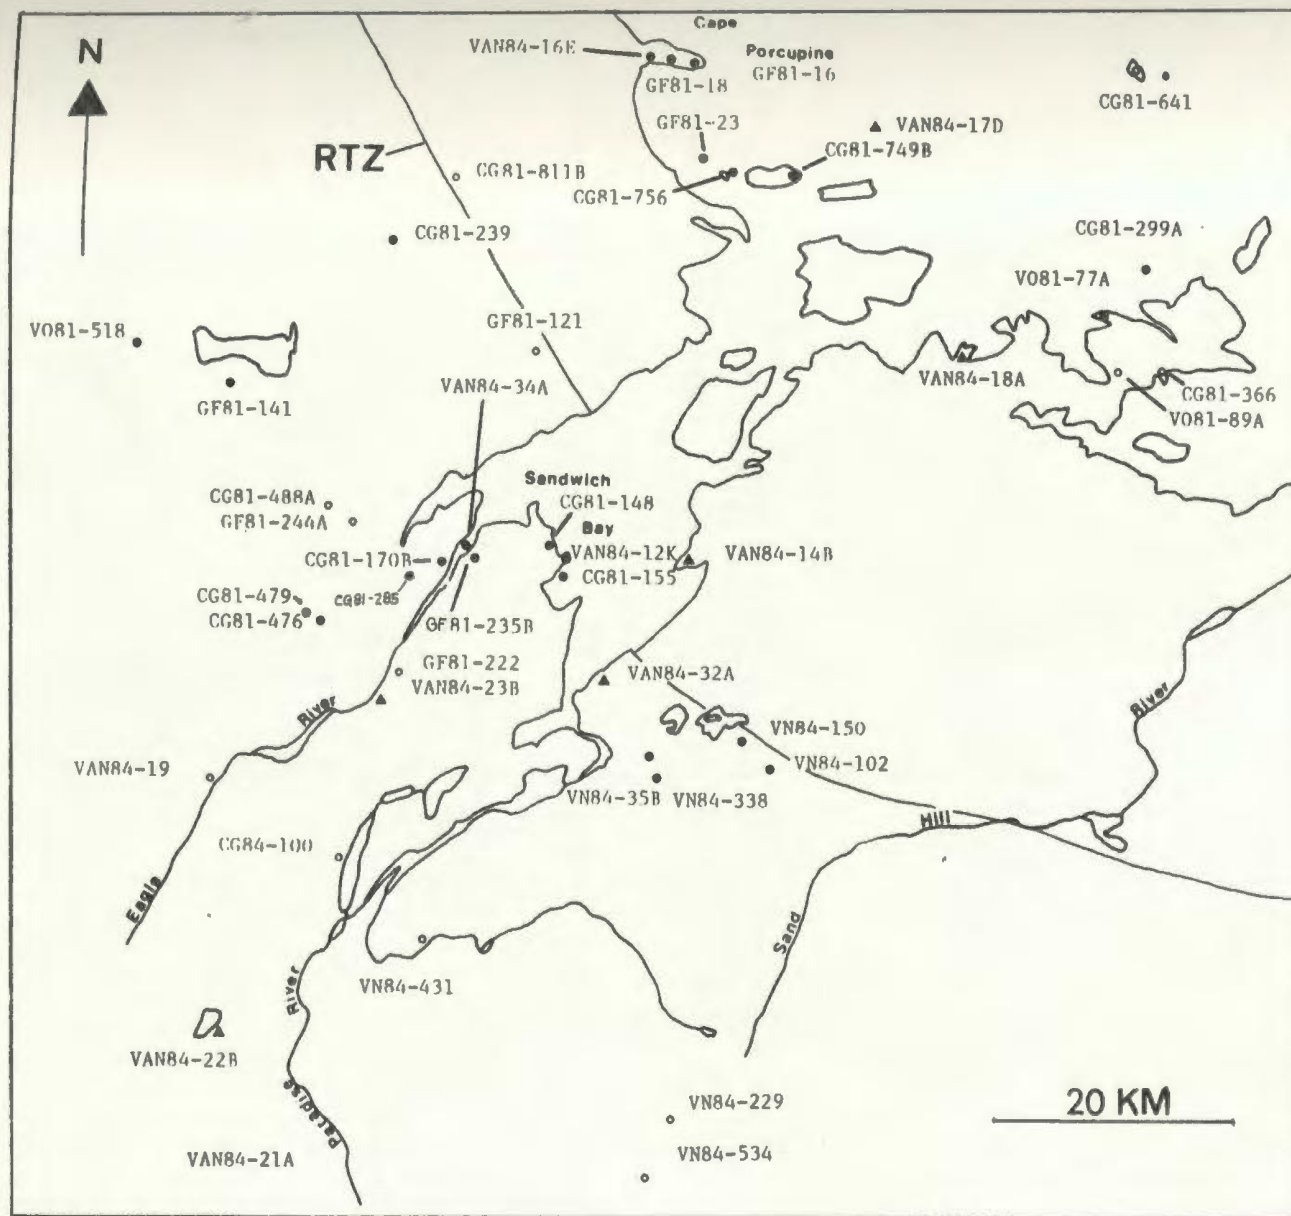 Cape
N
VAN84-16E
Porcupine
GF81-16
GF81-18
CG81-641
GF81-23
VAN84-17D
RTZ
CG81-749B
CG81-811B
CG81-756
CG81-239
CG81-299A
VO81-77A
GF81-121
VO81-518
VAN84-34A
VAN84-18A
CG81-366
GF81-141
VO81-89A
Sandwich
CG81-488A
CG81-148
GF81-244A
Bay
CG81-170B
VAN84-12K
VAN84-14B
CG81-155
CG81-479
CG81-285
CG81-476
GF81-235B
GF81-222
VAN84-32A
VAN84-23B
River
River
VN84-150
VAN84-19
VN84-102
VN84-35B
VN84-338
Hill
CG84-100
Eagle
Sand
VN84-431
River
VAN84-22B
20 KM
VN84-229
Paradise
VN84-534
VAN84-21A